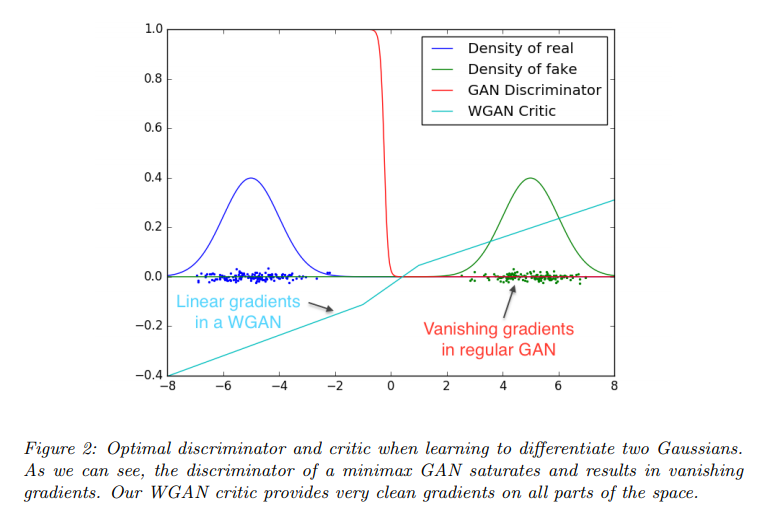 1.0
Density of real
Density of fake
GAN Discriminator
WGAN Critic
0.8
0.6
0.4
0.2
0.0
−0.2
−0.4
Linear gradients
in a WGAN
Vanishing gradients
in regular GAN
−8 −6 −4 −2 0 2 4 6 8
Figure 2: Optimal discriminator and critic when learning to differentiate two Gaussians.
As we can see, the discriminator of a minimax GAN saturates and results in vanishing
gradients. Our WGAN critic provides very clean gradients on all parts of the space.